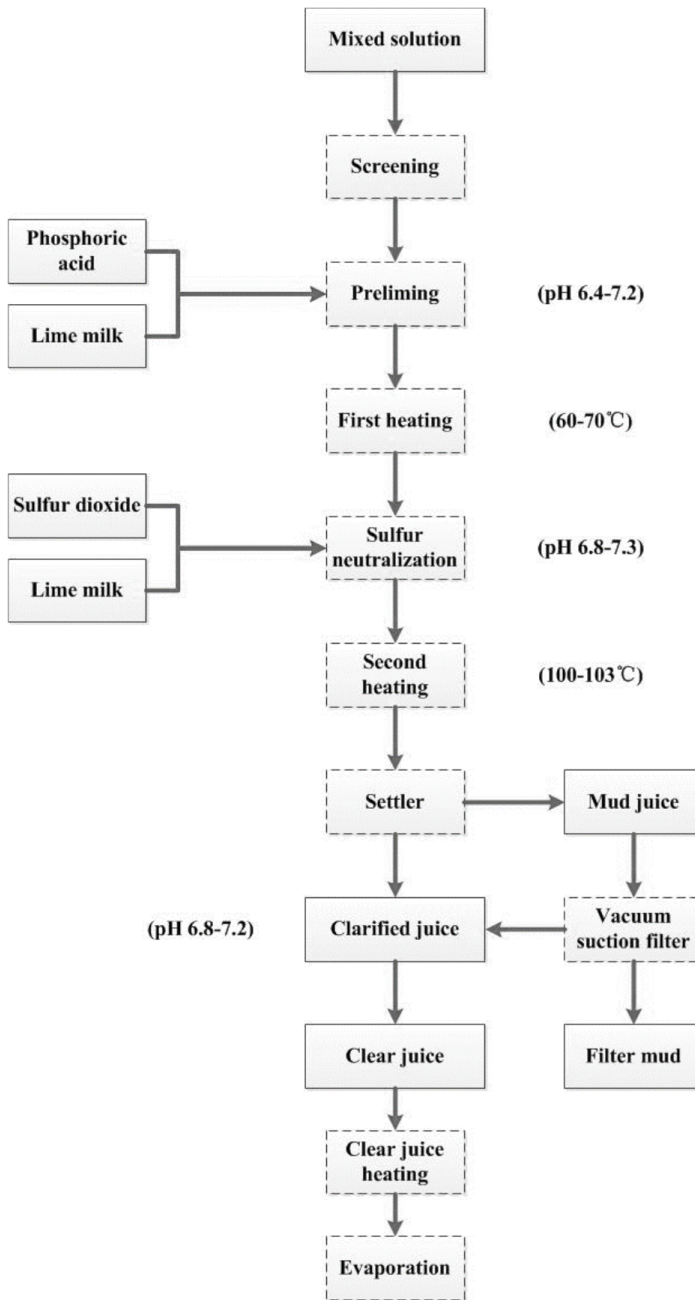 Mixed solution
Screening
Phosphoric
acid
Lime milk
Preliming
(pH 6.4-7.2)
First heating
(60-70℃)
Sulfur dioxide
Lime milk
Sulfur
neutralization
(pH 6.8-7.3)
Second
heating
(100-103℃)
Settler
Mud juice
(pH 6.8-7.2)
Clarified juice
Vacuum
suction filter
Clear juice
Filter mud
Clear juice
heating
Evaporation